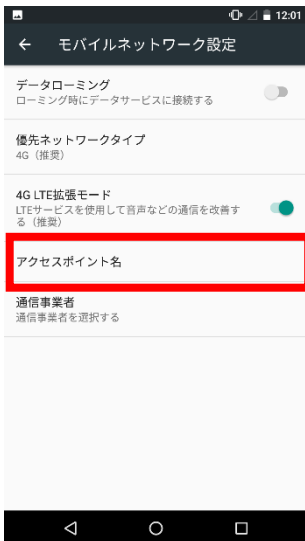 12:01
モバイルネットワーク設定
データローミング
ローミング時にデータサービスに接続する
優先ネットワークタイプ
4G（推奨）
4G LTE拡張モード
LTEサービスを使用して音声などの通信を改善す
る（推奨）
アクセスポイント名
通信事業者
通信事業者を選択する